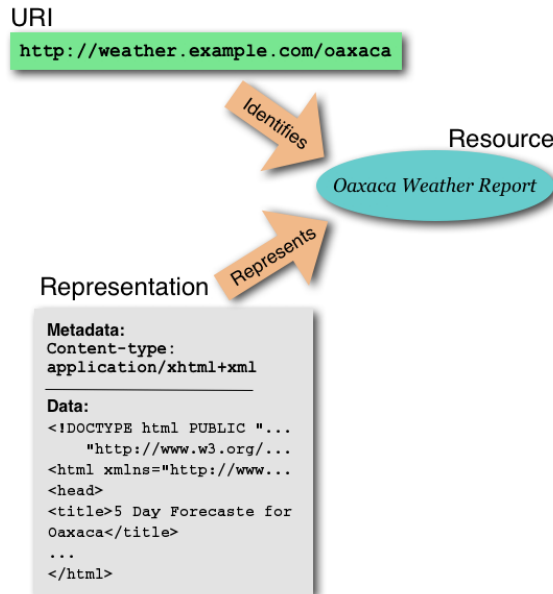 URI
http://weather.example.com/oaxaca
Identifies
Resource
Oaxaca Weather Report
Represents
Representation
Metadata:
Content-type:
application/xhtml+xml
Data:
<!DOCTYPE html PUBLIC "...
"http://www.w3.org/...
<html xmlns="http://www...
<head>
<title>5 Day Forecaste for
Oaxaca</title>
...
</html>